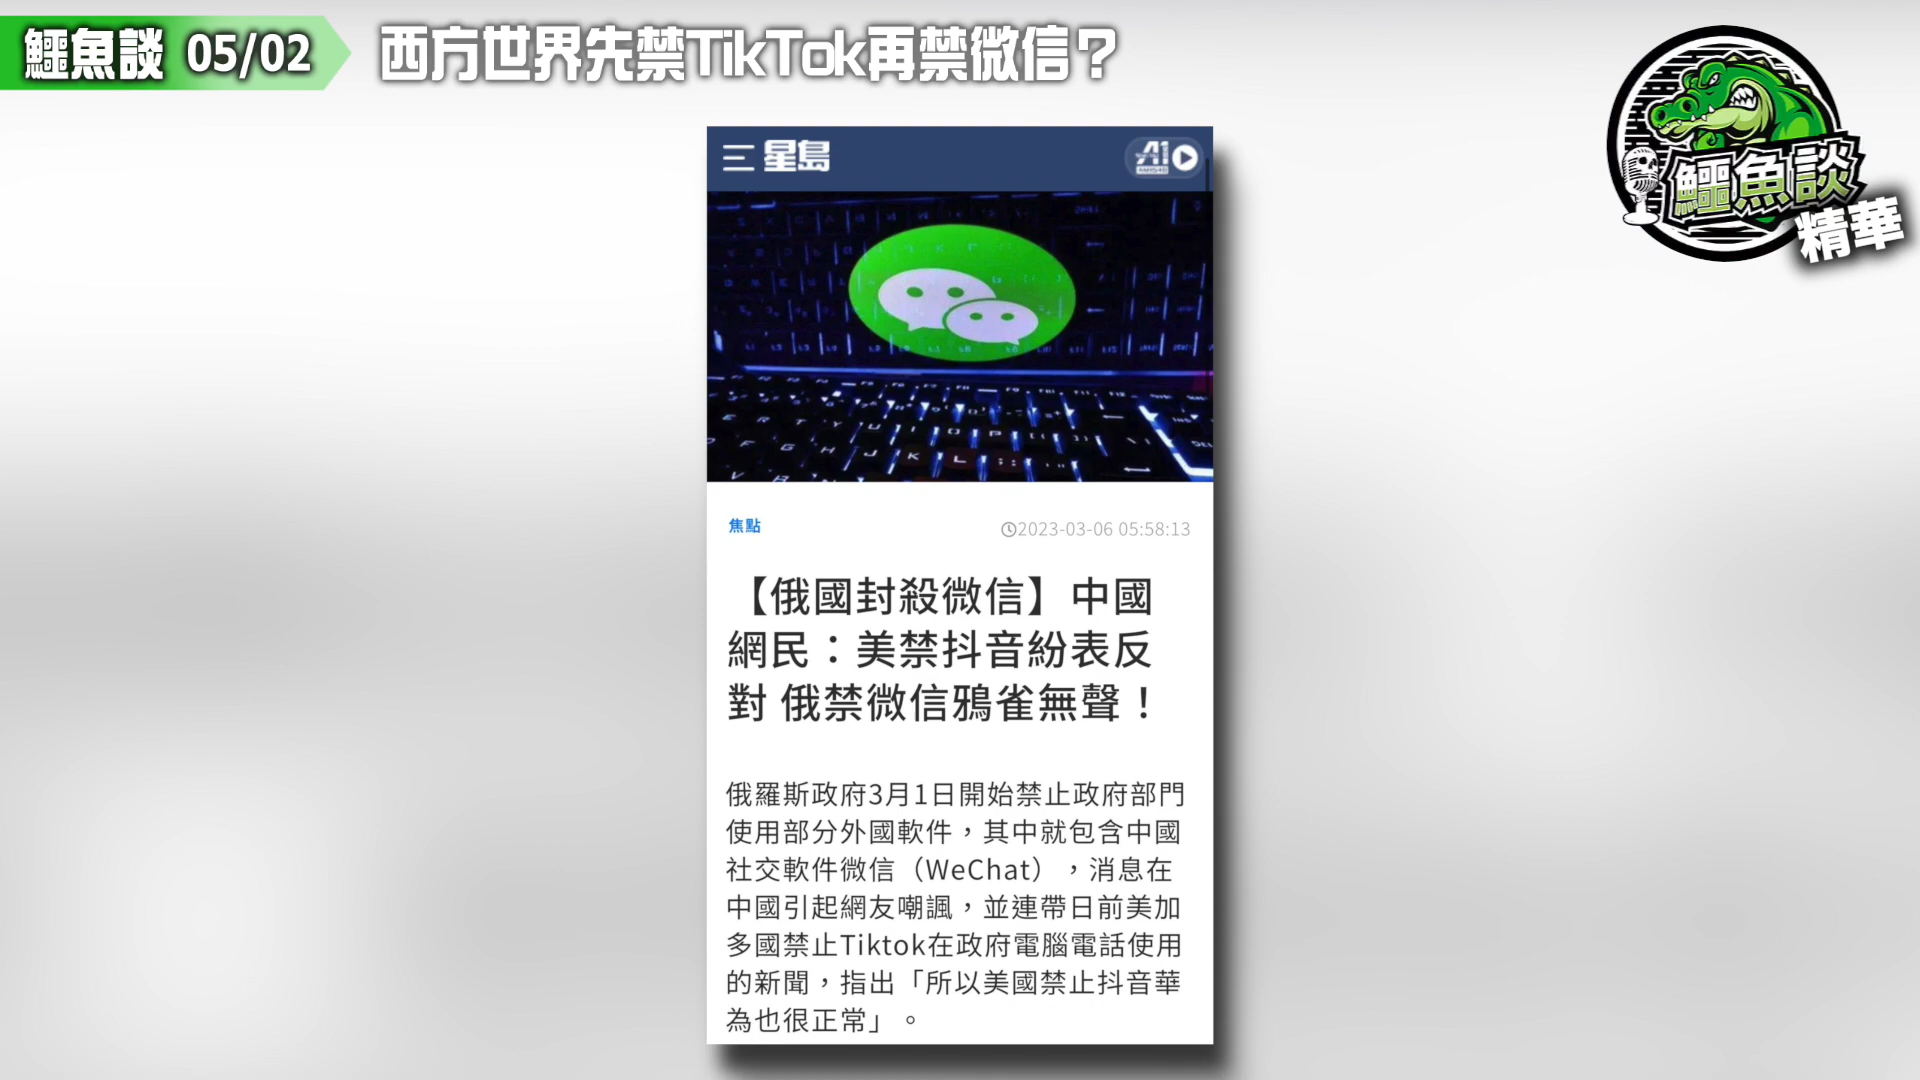 鱷魚談 05/02 西方世界先禁TikTok再禁微信？
鱷魚談
精華
星島
A1
焦點
2023-03-06 05:58:13
【俄國封殺微信】中國
網民：美禁抖音紛表反
對 俄禁微信鴉雀無聲！
俄羅斯政府3月1日開始禁止政府部門
使用部分外國軟件，其中就包含中國
社交軟件微信（WeChat），消息在
中國引起網友嘲諷，並連帶日前美加
多國禁止Tiktok在政府電腦電話使用
的新聞，指出「所以美國禁止抖音華
為也很正常」。